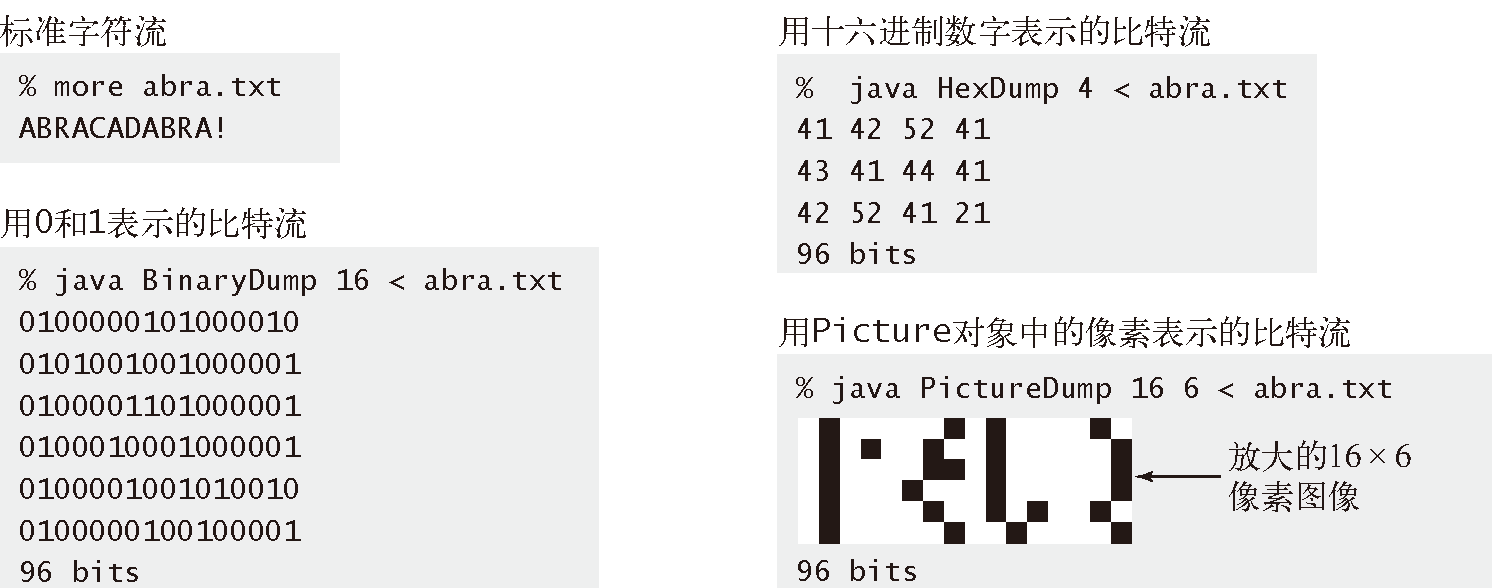 标准字符流
% more abra.txt
ABRACADABRA!
用0和1表示的比特流
% java BinaryDump 16 < abra.txt
0100000101000010
0101001001000001
0100001101000001
0100010001000001
0100001001010010
0100000100100001
96 bits
用十六进制数字表示的比特流
%  java HexDump 4 < abra.txt
41 42 52 41
43 41 44 41
42 52 41 21
96 bits
用Picture对象中的像素表示的比特流
% java PictureDump 16 6 < abra.txt
放大的16×6
像素图像
96 bits